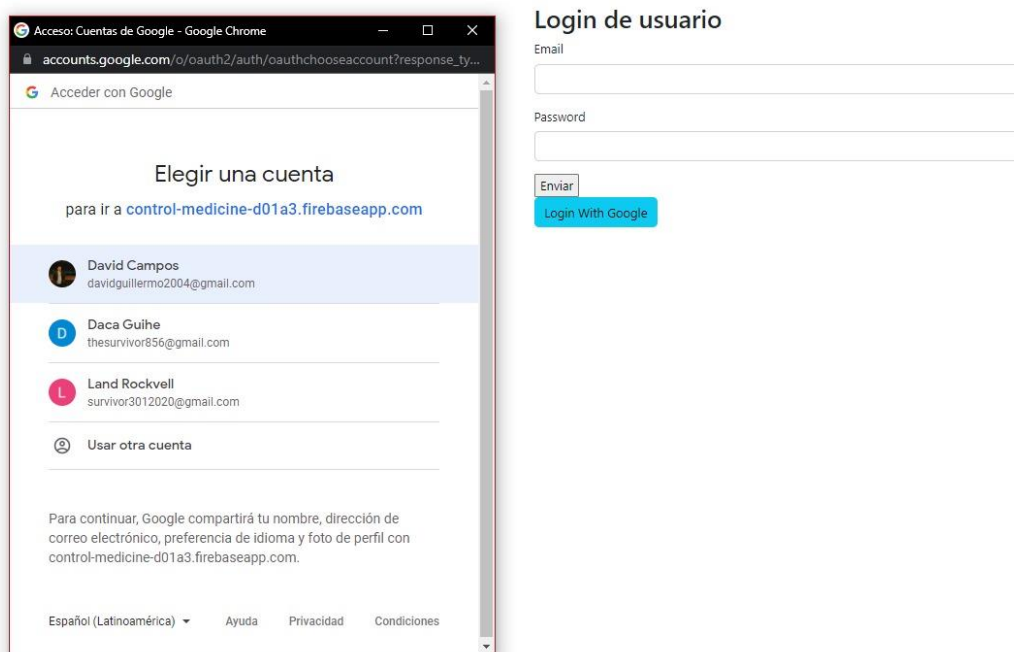 Acceso: Cuentas de Google - Google Chrome
accounts.google.com/o/oauth2/auth/oauthchooseaccount?response_ty...
Acceder con Google
Elegir una cuenta
para ir a control-medicine-d01a3.firebaseapp.com
David Campos
davidguillermo2004@gmail.com
D
Daca Guihe
thesurvivor856@gmail.com
L
Land Rockvell
survivor3012020@gmail.com
Usar otra cuenta
Para continuar, Google compartirá tu nombre, dirección de
correo electrónico, preferencia de idioma y foto de perfil con
control-medicine-d01a3.firebaseapp.com.
Español (Latinoamérica) Ayuda Privacidad Condiciones
Login de usuario
Email
Password
Enviar
Login With Google